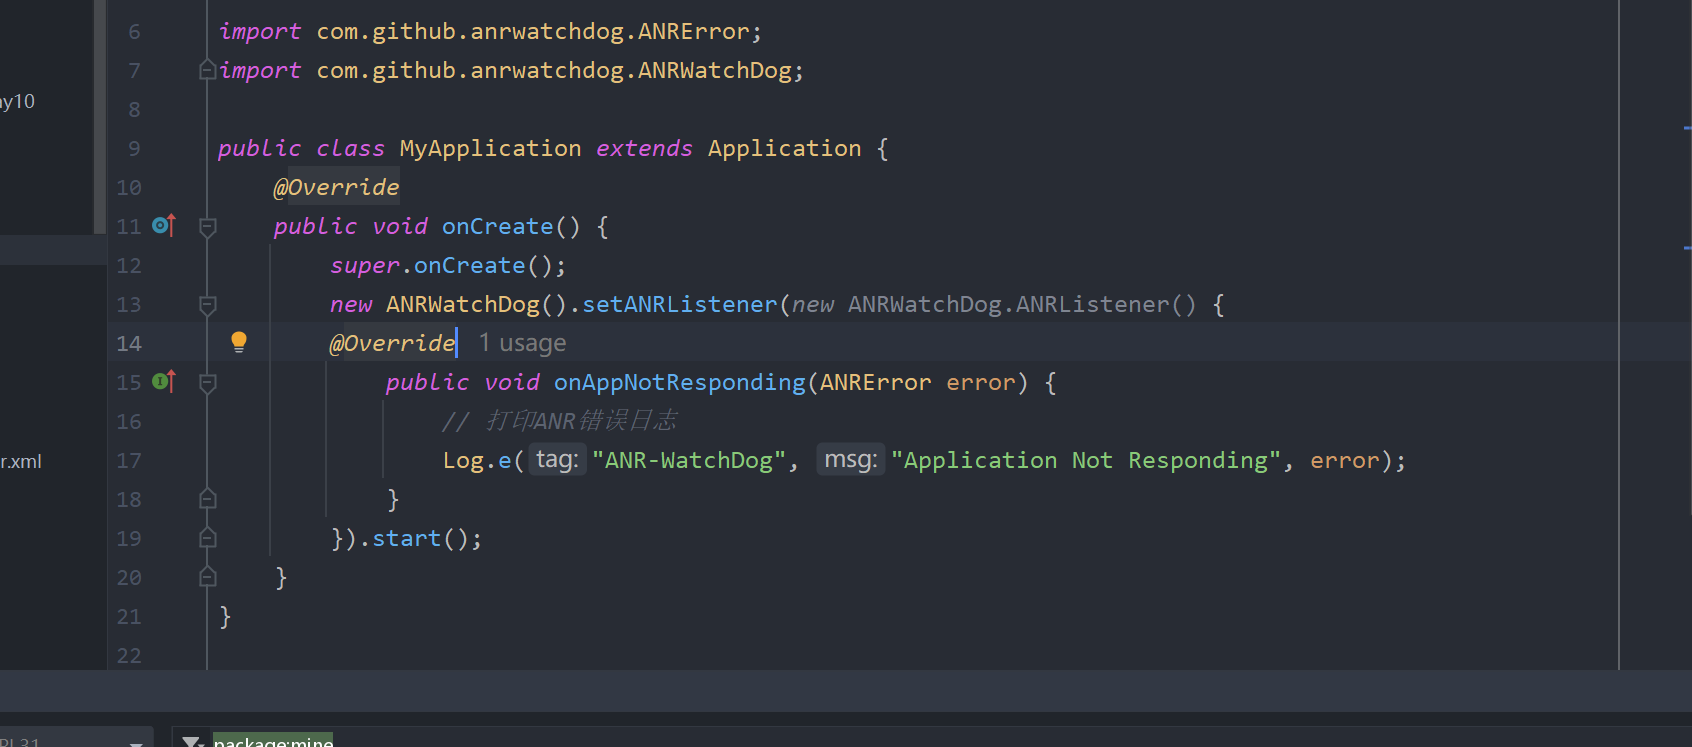 6 import com.github.anrwatchdog.ANRError;
7 import com.github.anrwatchdog.ANRWatchDog;
ay10
8
9 public class MyApplication extends Application {
10 @Override
11 public void onCreate() {
12 super.onCreate();
13 new ANRWatchDog().setANRListener(new ANRWatchDog.ANRListener() {
14 @Override 1 usage
15 public void onAppNotResponding(ANRError error) {
16 // 打印ANR错误日志
r.xml
17 Log.e( tag: "ANR-WatchDog", msg: "Application Not Responding", error);
18 }
19 }).start();
20 }
21 }
22
package:mine